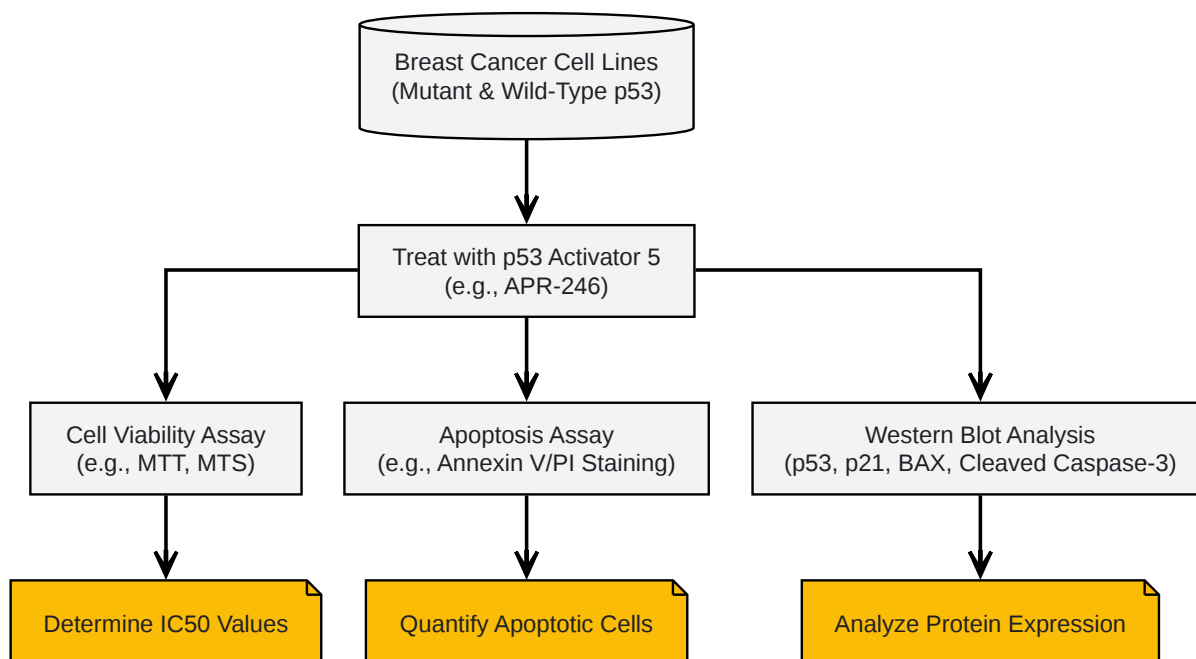 Breast Cancer Cell Lines
(Mutant & Wild-Type p53)
Treat with p53 Activator 5
(e.g., APR-246)
Cell Viability Assay
(e.g., MTT, MTS)
Apoptosis Assay
(e.g., Annexin V/PI Staining)
Western Blot Analysis
(p53, p21, BAX, Cleaved Caspase-3)
Determine IC50 Values
Quantify Apoptotic Cells
Analyze Protein Expression